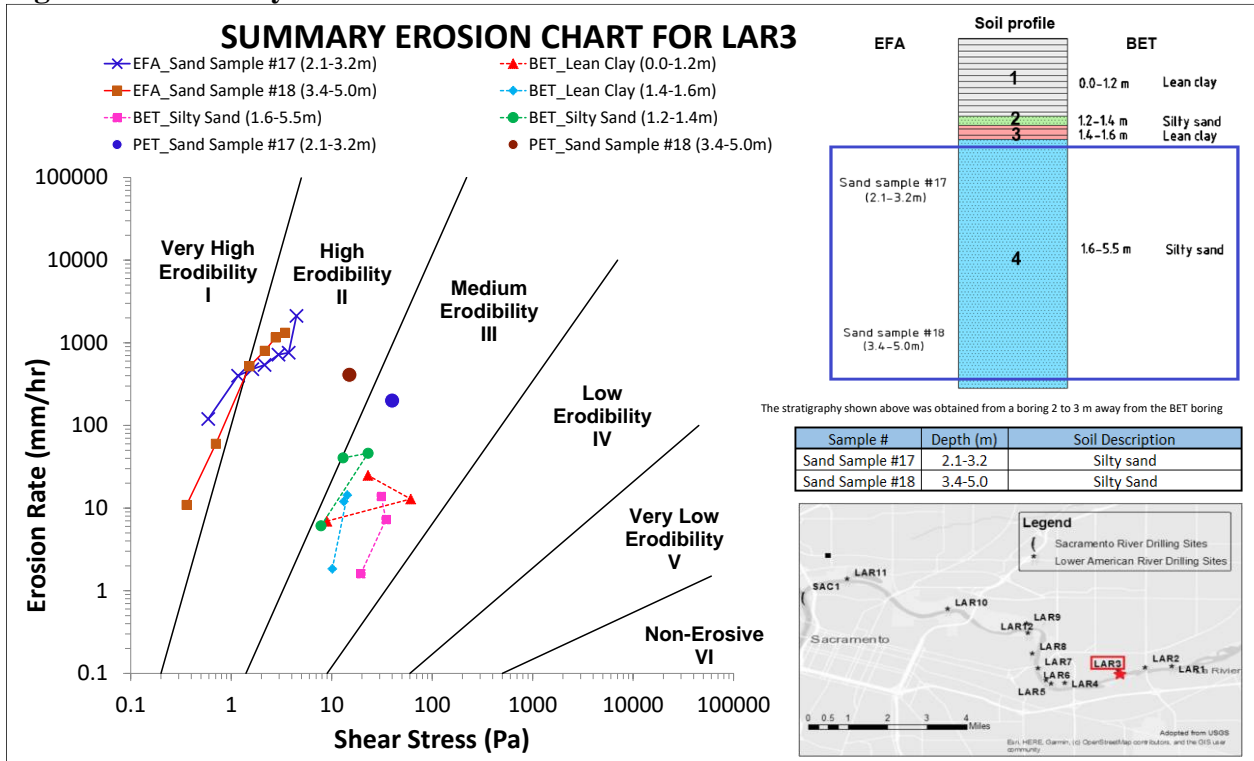 SUMMARY EROSION CHART FOR LAR3
EFA_Sand Sample #17 (2.1-3.2m)
BET_Lean Clay (0.0-1.2m)
EFA_Sand Sample #18 (3.4-5.0m)
BET_Lean Clay (1.4-1.6m)
BET_Silty Sand (1.6-5.5m)
BET_Silty Sand (1.2-1.4m)
PET_Sand Sample #17 (2.1-3.2m)
PET_Sand Sample #18 (3.4-5.0m)
100000
10000
1000
100
10
1
0.1
Erosion Rate (mm/hr)
Very High
Erodibility
I
High
Erodibility
II
Medium
Erodibility
III
Low
Erodibility
IV
Very Low
Erodibility
V
Non-Erosive
VI
0.1
1
10
100
1000
10000
100000
Shear Stress (Pa)
Soil profile
EFA
BET
1
0.0-1.2 m
Lean clay
2
1.2-1.4 m
Silty sand
3
1.4-1.6 m
Lean clay
Sand sample #17
(2.1-3.2m)
4
1.6-5.5 m
Silty sand
Sand sample #18
(3.4-5.0m)
The stratigraphy shown above was obtained from a boring 2 to 3 m away from the BET boring
Sample # Depth (m) Soil Description
Sand Sample #17 2.1-3.2 Silty sand
Sand Sample #18 3.4-5.0 Silty Sand
Legend
Sacramento River Drilling Sites
Lower American River Drilling Sites
LAR11
SAC1
LAR10
LAR9
LAR12
Sacramento
LAR8
LAR7
LAR6
LAR5
LAR4
LAR3
LAR2
LAR1
River
0 0.5 1 2 3 4
Miles
Adopted from USGS
Esri, HERE, Garmin, (c) OpenStreetMap contributors, and the GIS user
community